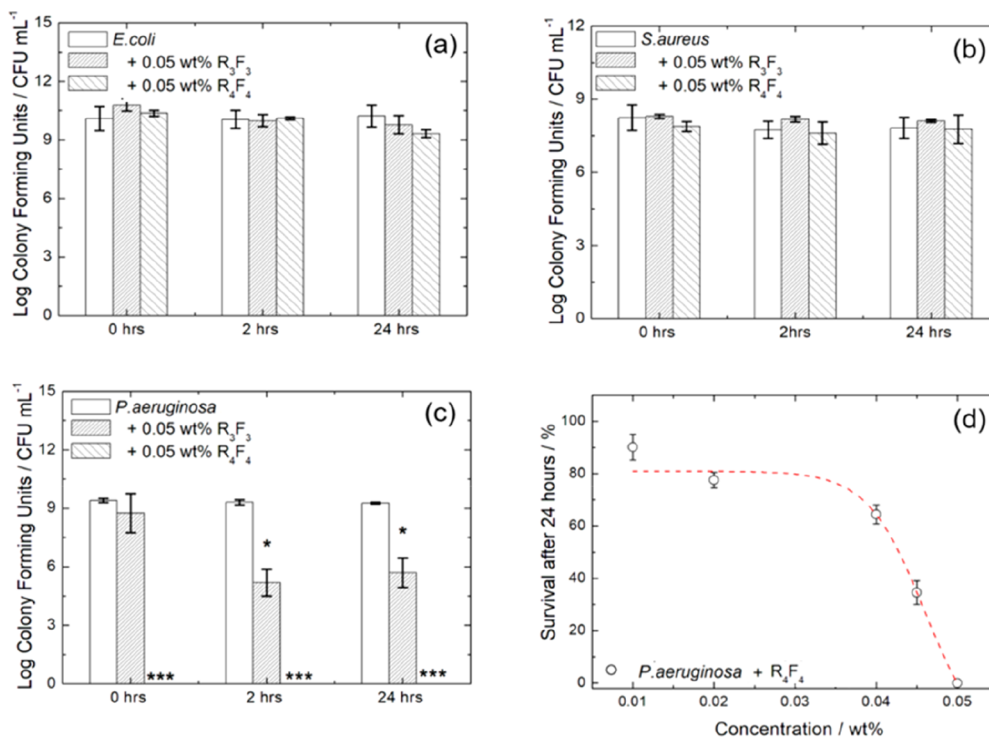 15
12
9
6
3
0
Log Colony Forming Units / CFU mL⁻¹
E.coli
+ 0.05 wt% R₃F₃
+ 0.05 wt% R₄F₄
(a)
0 hrs 2 hrs 24 hrs
12
8
4
0
Log Colony Forming Units / CFU mL⁻¹
S.aureus
+ 0.05 wt% R₃F₃
+ 0.05 wt% R₄F₄
(b)
0 hrs 2hrs 24 hrs
15
12
9
6
3
0
Log Colony Forming Units / CFU mL⁻¹
P.aeruginosa
+ 0.05 wt% R₃F₃
+ 0.05 wt% R₄F₄
(c)
* *
*** *** ***
0 hrs 2 hrs 24 hrs
100
80
60
40
20
0
Survival after 24 hours / %
(d)
P.aeruginosa + R₄F₄
0.01 0.02 0.03 0.04 0.05
Concentration / wt%